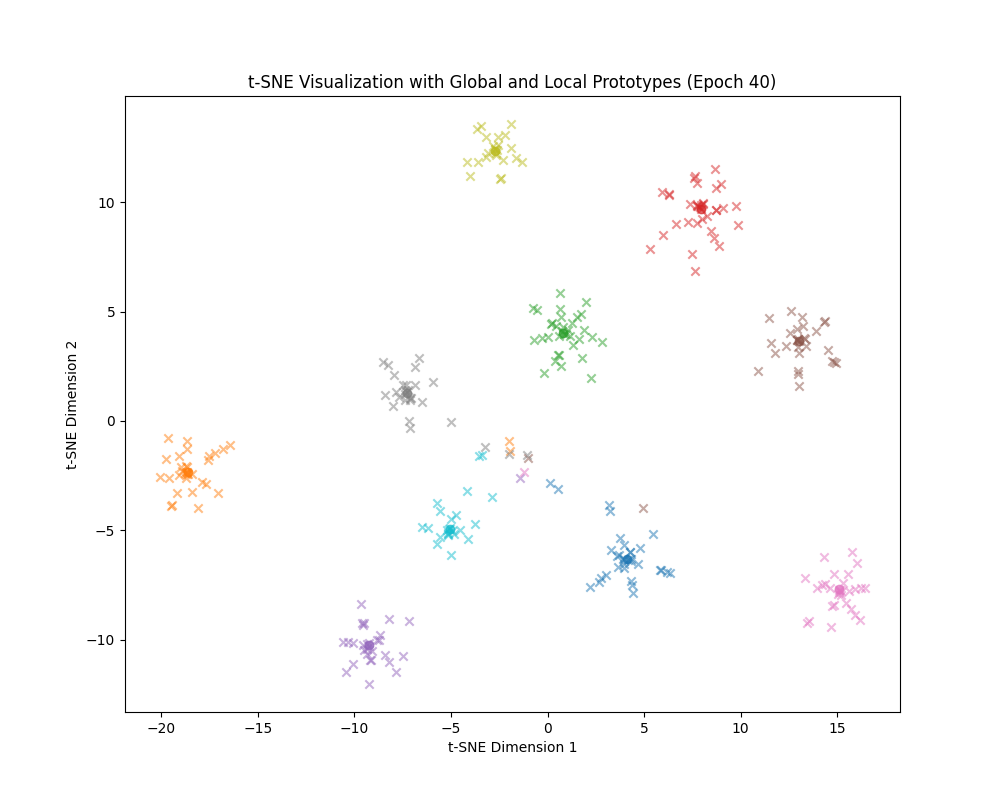 t-SNE Visualization with Global and Local Prototypes (Epoch 40)
10
5
0
−5
−10
t-SNE Dimension 2
−20 −15 −10 −5 0 5 10 15
t-SNE Dimension 1